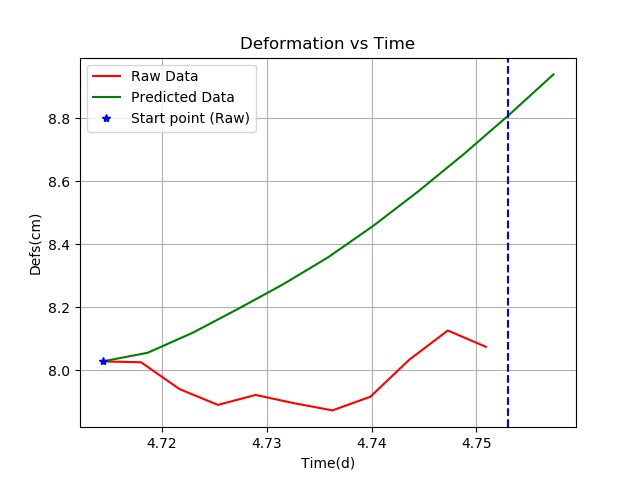 Deformation vs Time
Raw Data
Predicted Data
Start point (Raw)
Defs(cm)
8.8
8.6
8.4
8.2
8.0
4.72 4.73 4.74 4.75
Time(d)